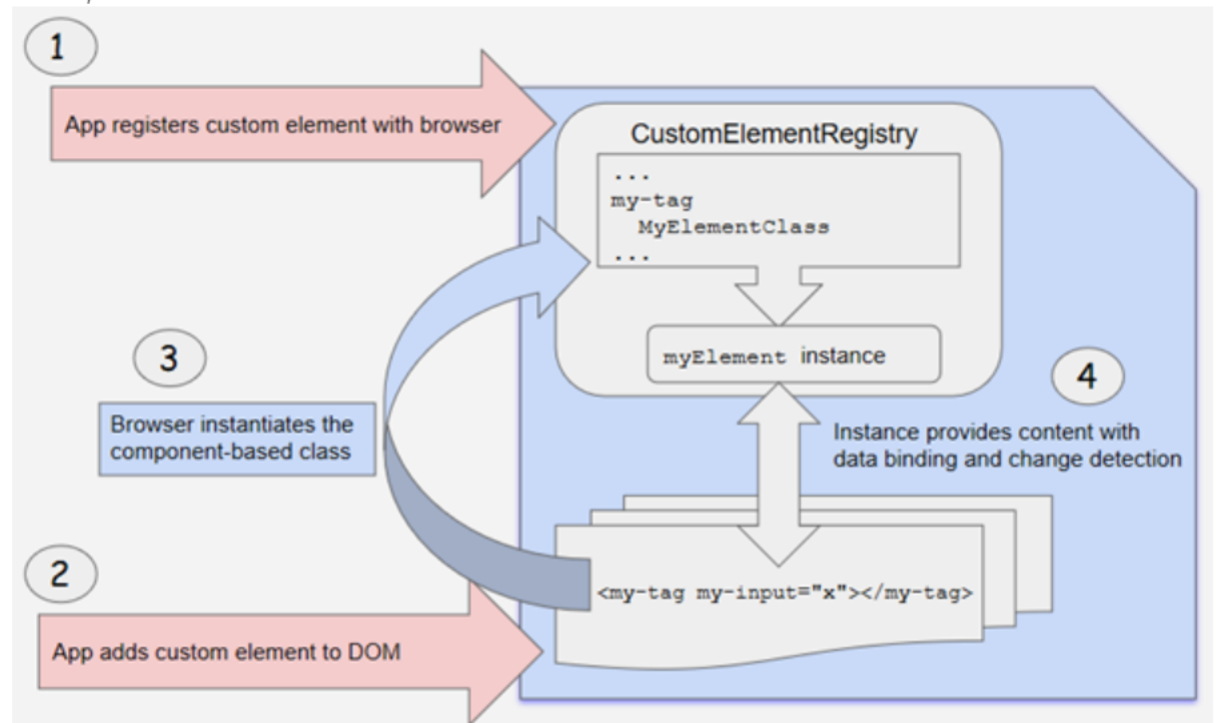 1
App registers custom element with browser
CustomElementRegistry
...
my-tag
MyElementClass
...
myElement instance
3
Browser instantiates the
component-based class
4
Instance provides content with
data binding and change detection
2
<my-tag my-input="x"></my-tag>
App adds custom element to DOM